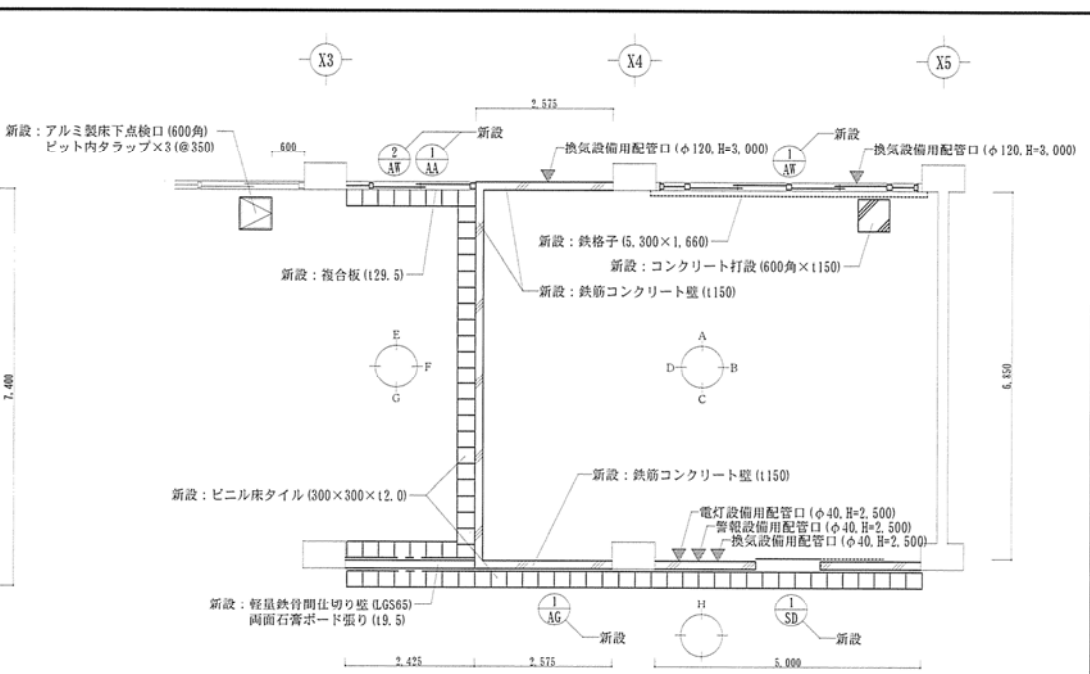 X3
X4
X5
2,575
新設：アルミ製床下点検口(600角)
ピット内タラップ×3(@350)
600
2
AW
1
AA
新設
換気設備用配管口(φ120,H=3,000)
1
AW
新設
換気設備用配管口(φ120,H=3,000)
新設：鉄格子(5,300×1,660)
新設：コンクリート打設(600角×t150)
新設：複合板(t29.5)
新設：鉄筋コンクリート壁(t150)
7,400
E
F
G
A
D
B
C
6,850
新設：鉄筋コンクリート壁(t150)
新設：ビニル床タイル(300×300×t2.0)
電灯設備用配管口(φ40,H=2,500)
警報設備用配管口(φ40,H=2,500)
換気設備用配管口(φ40,H=2,500)
新設：軽量鉄骨間仕切り壁(LGS65)
両面石膏ボード張り(t9.5)
1
AG
新設
H
1
SD
新設
2,425
2,575
5,000